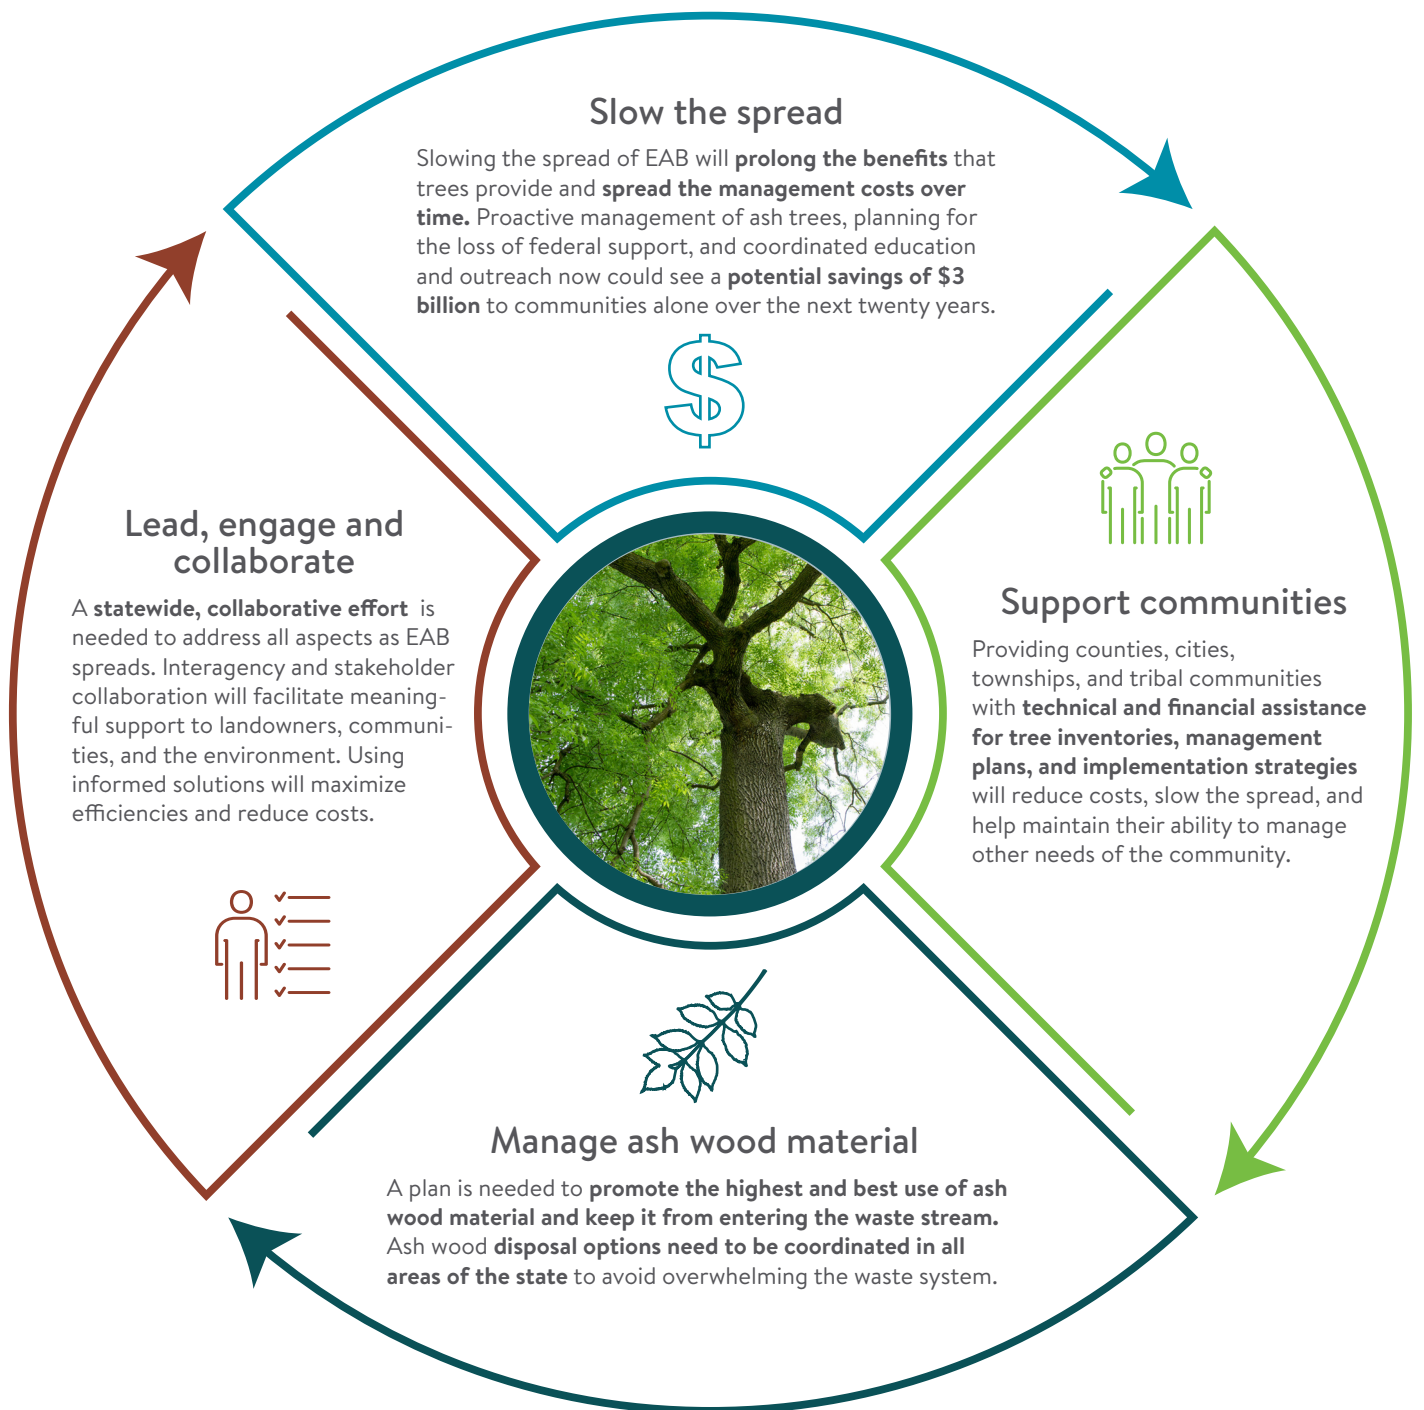 Slow the spread
Slowing the spread of EAB will prolong the benefits that
trees provide and spread the management costs over
time. Proactive management of ash trees, planning for
the loss of federal support, and coordinated education
and outreach now could see a potential savings of $3
billion to communities alone over the next twenty years.
$
Lead, engage and
collaborate
A statewide, collaborative effort is
needed to address all aspects as EAB
spreads. Interagency and stakeholder
collaboration will facilitate meaning-
ful support to landowners, communi-
ties, and the environment. Using
informed solutions will maximize
efficiencies and reduce costs.
Support communities
Providing counties, cities,
townships, and tribal communities
with technical and financial assistance
for tree inventories, management
plans, and implementation strategies
will reduce costs, slow the spread, and
help maintain their ability to manage
other needs of the community.
Manage ash wood material
A plan is needed to promote the highest and best use of ash
wood material and keep it from entering the waste stream.
Ash wood disposal options need to be coordinated in all
areas of the state to avoid overwhelming the waste system.